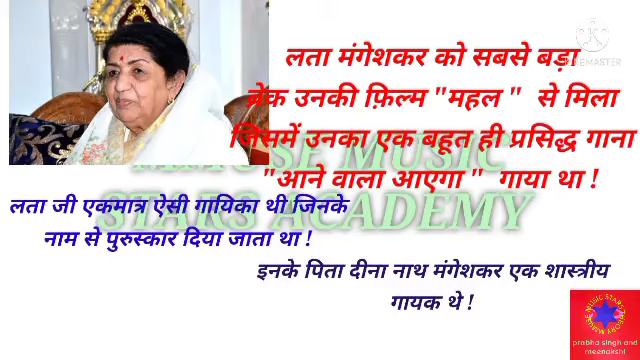 लता मंगेशकर को सबसे बड़ा
ब्रेक उनकी फ़िल्म "महल " से मिला
जिसमें उनका एक बहुत ही प्रसिद्ध गाना
"आने वाला आएगा " गाया था !
MUSIC
STARS ACADEMY
लता जी एकमात्र ऐसी गायिका थी जिनके
नाम से पुरुस्कार दिया जाता था !
इनके पिता दीना नाथ मंगेशकर एक शास्त्रीय
गायक थे !
KINEMASTER
prabha singh and
meenakshi